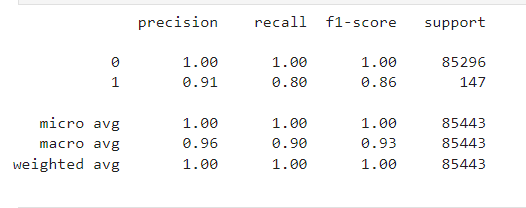 precision recall f1-score support
0 1.00 1.00 1.00 85296
1 0.91 0.80 0.86 147
micro avg 1.00 1.00 1.00 85443
macro avg 0.96 0.90 0.93 85443
weighted avg 1.00 1.00 1.00 85443